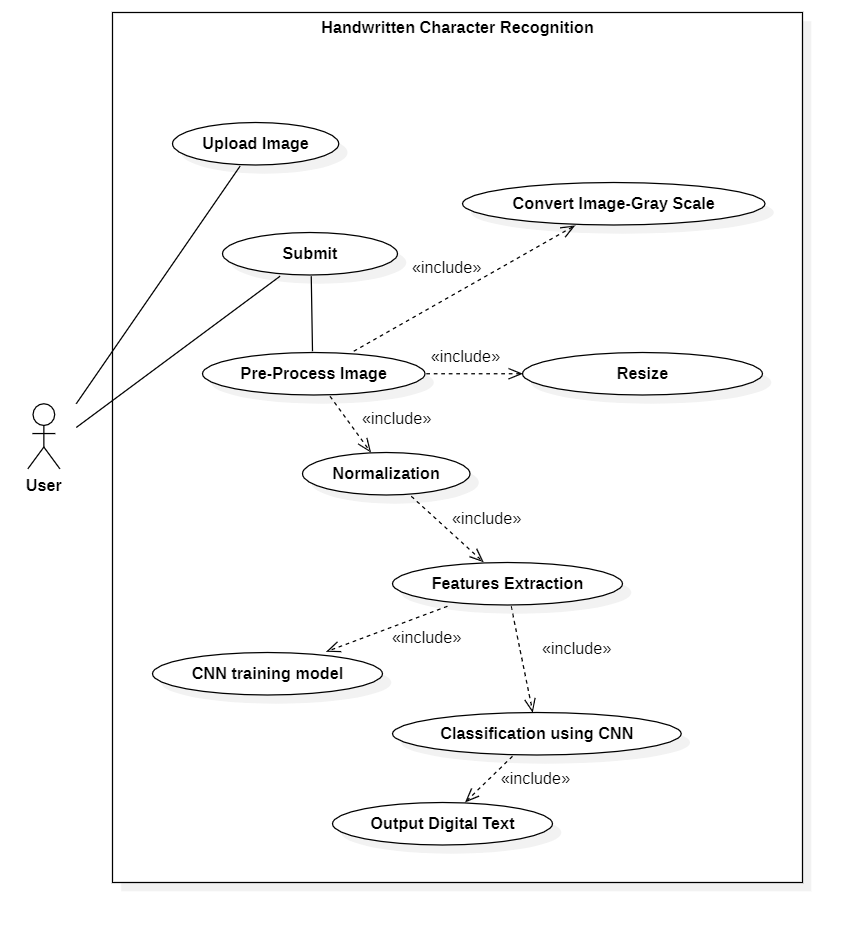 Handwritten Character Recognition
Upload Image
Convert Image-Gray Scale
Submit
«include»
«include»
Pre-Process Image
Resize
«include»
Normalization
User
«include»
Features Extraction
«include»
«include»
CNN training model
Classification using CNN
«include»
Output Digital Text